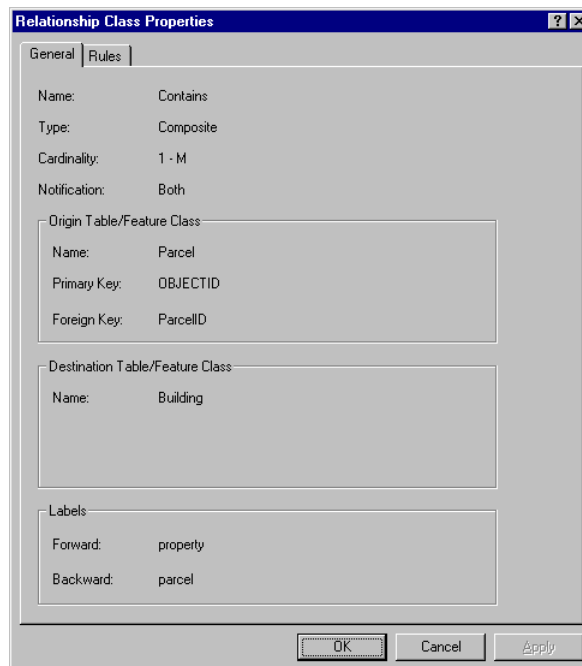 Relationship Class Properties
General Rules
Name: Contains
Type: Composite
Cardinality: 1 - M
Notification: Both
Origin Table/Feature Class
Name: Parcel
Primary Key: OBJECTID
Foreign Key: ParcelID
Destination Table/Feature Class
Name: Building
Labels
Forward: property
Backward: parcel
OK Cancel Apply